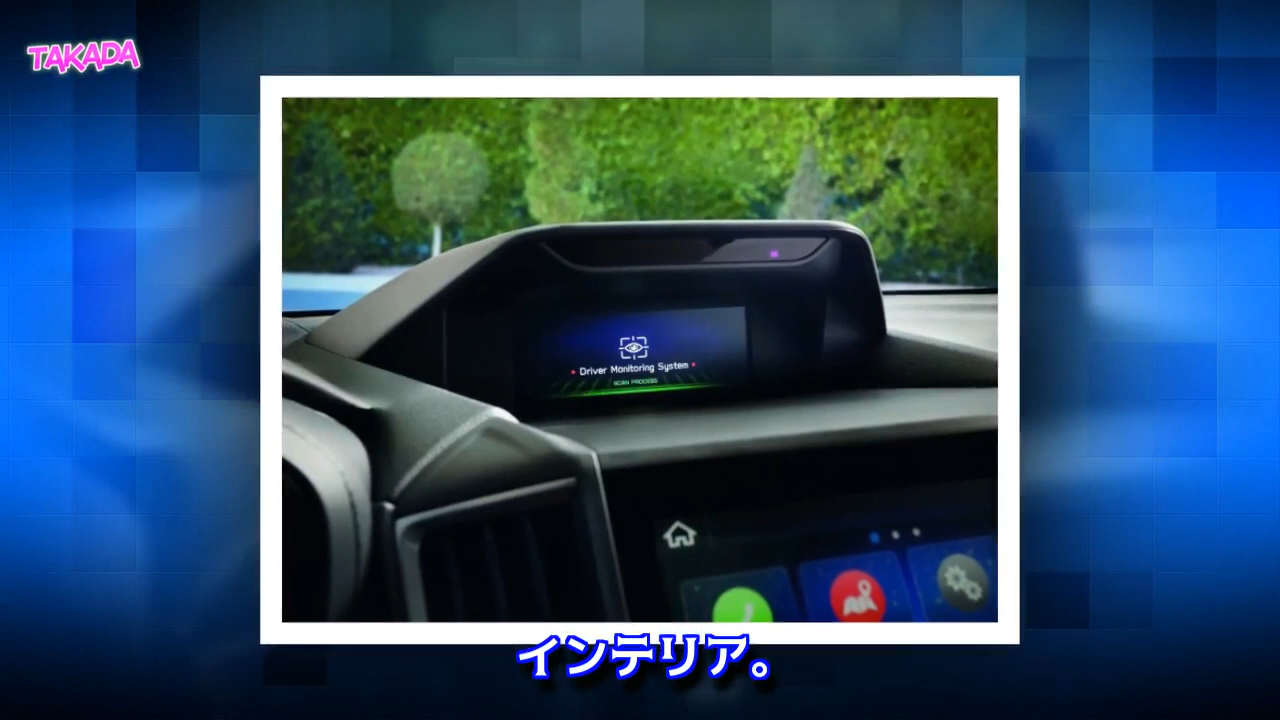 TAKADA
Driver Monitoring System
SCAN PROCESS
インテリア。